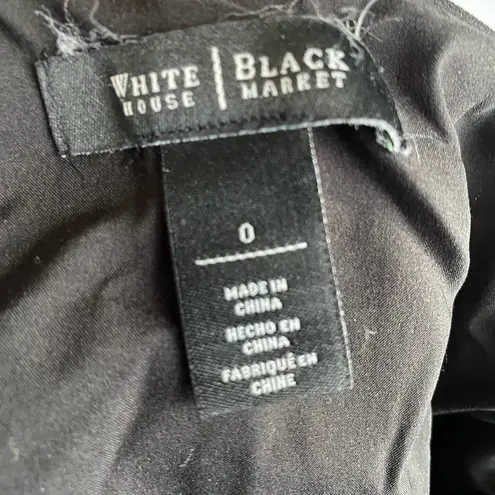 WHITE HOUSE | BLACK MARKET
0
MADE IN
CHINA
HECHO EN
CHINA
FABRIQUÉ EN
CHINE